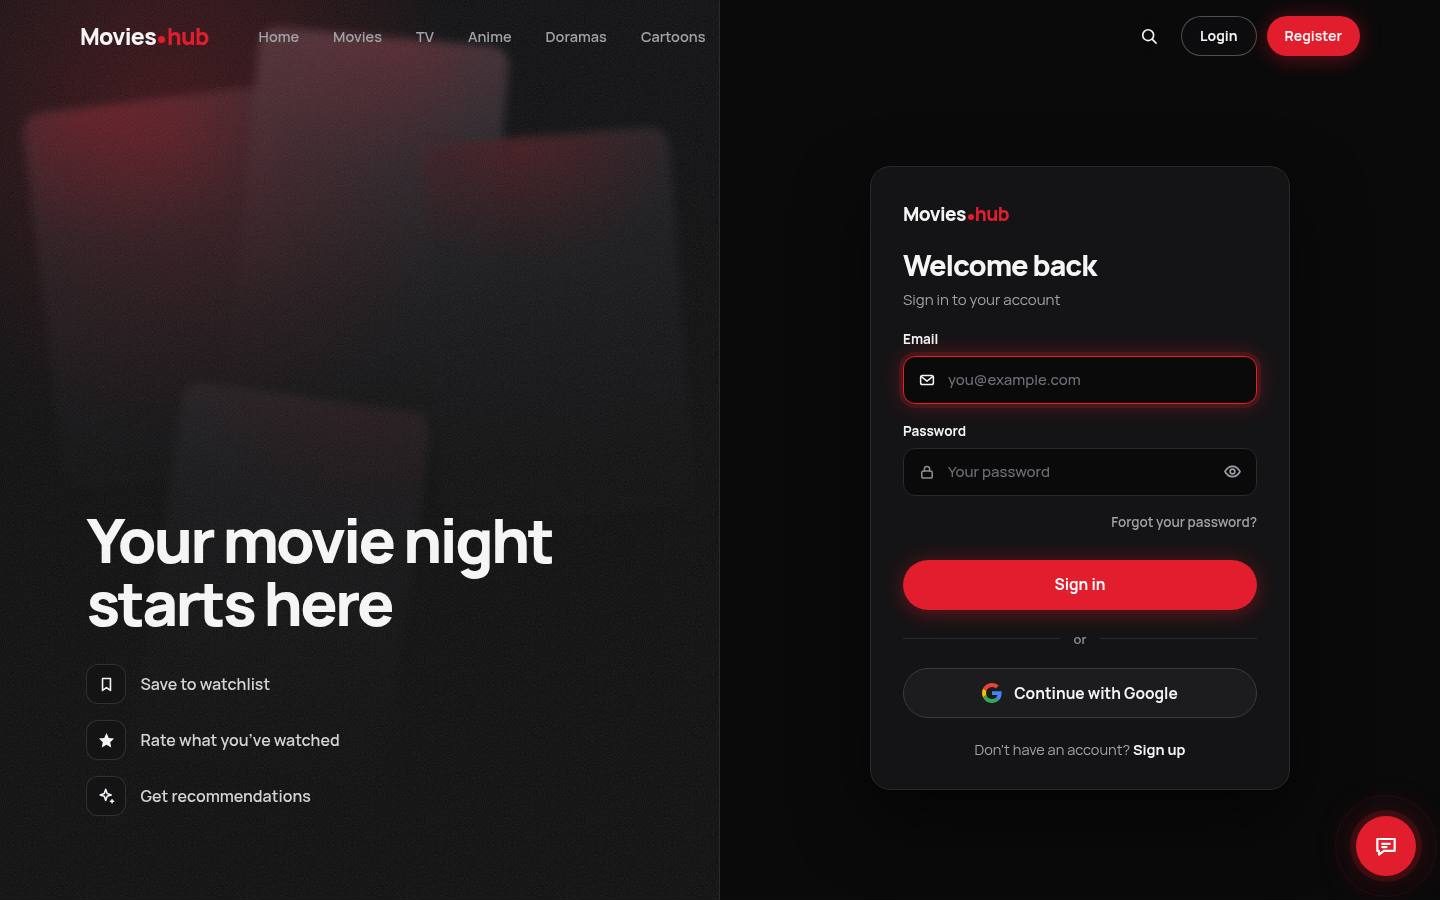 Movies•hub
Home Movies TV Anime Doramas Cartoons
Login Register
Your movie night
starts here
Save to watchlist
Rate what you've watched
Get recommendations
Movies•hub
Welcome back
Sign in to your account
Email
you@example.com
Password
Your password
Forgot your password?
Sign in
or
Continue with Google
Don't have an account? Sign up